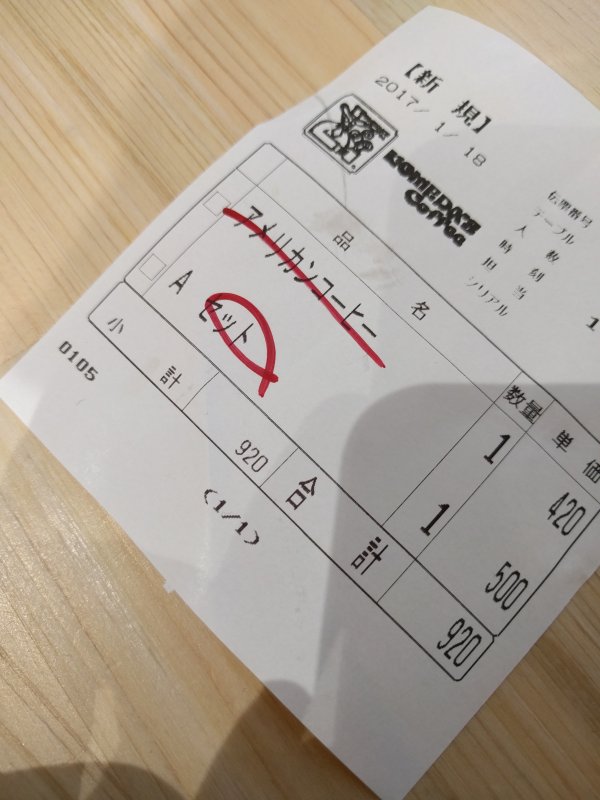 【新 規】
2017/ 1/ 18
KOMEDA'S
Coffee
伝票番号
テーブル
人 数
時 刻
担 当
シリアル
1
品 名 数量 単 価
アメリカンコーヒー 1 420
A セット 1 500
小 計 920 合 計 920
0105
(1/1)